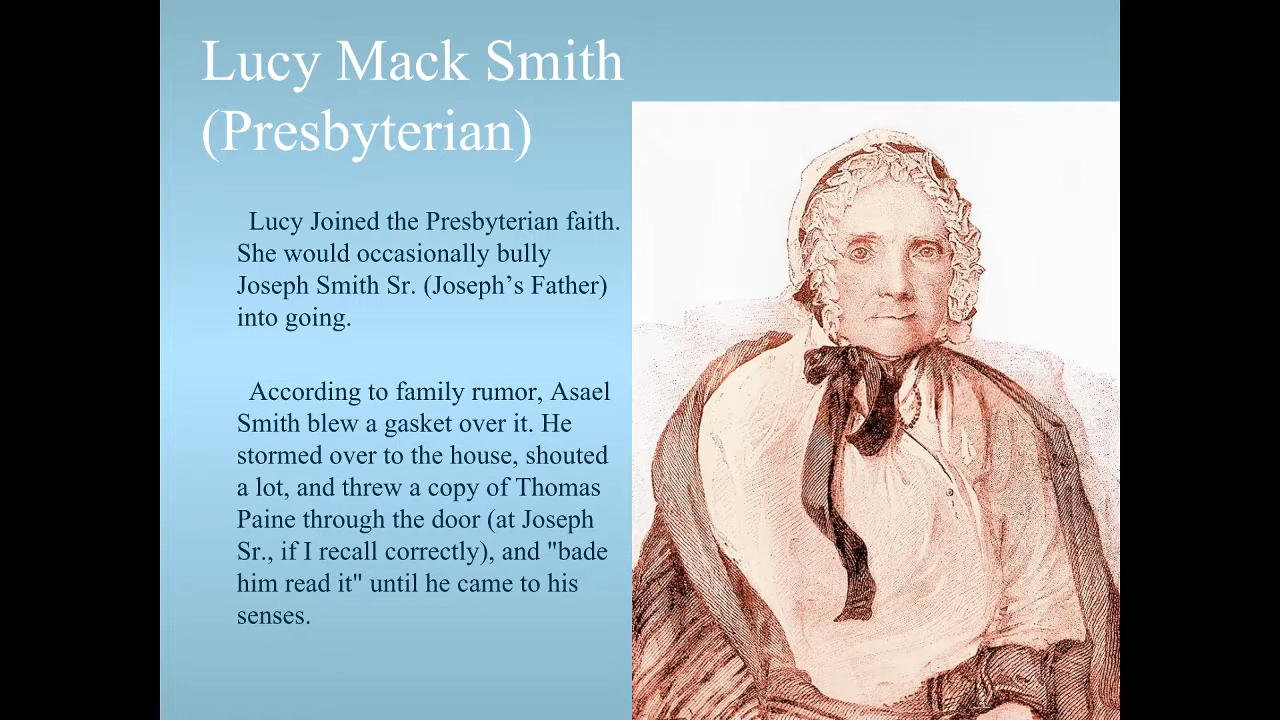 Lucy Mack Smith
(Presbyterian)
Lucy Joined the Presbyterian faith.
She would occasionally bully
Joseph Smith Sr. (Joseph’s Father)
into going.
According to family rumor, Asael
Smith blew a gasket over it. He
stormed over to the house, shouted
a lot, and threw a copy of Thomas
Paine through the door (at Joseph
Sr., if I recall correctly), and "bade
him read it" until he came to his
senses.